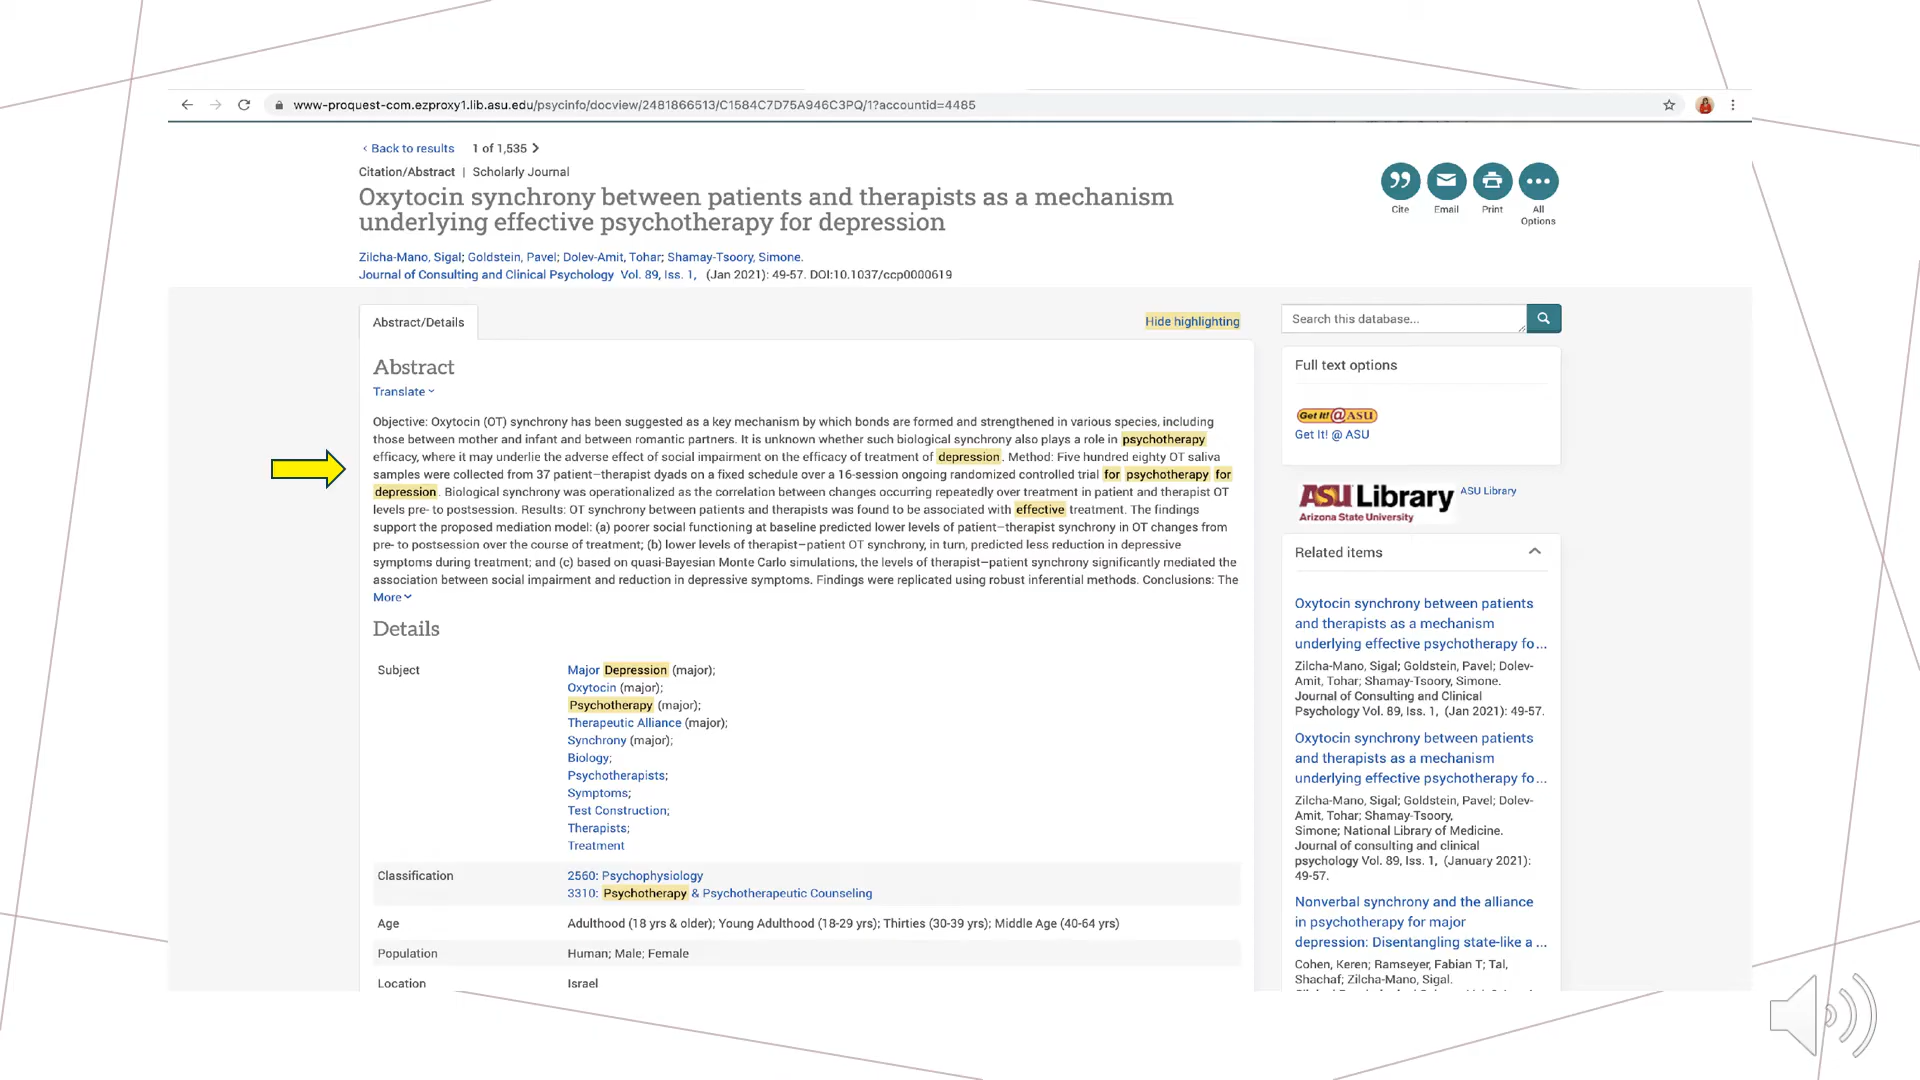 www-proquest-com.ezproxy1.lib.asu.edu/psycinfo/docview/2481866513/C1584C7D75A946C3PQ/1?accountid=4485
Back to results 1 of 1,535
Citation/Abstract | Scholarly Journal
Oxytocin synchrony between patients and therapists as a mechanism
underlying effective psychotherapy for depression
Cite
Email
Print
All
Options
Zilcha-Mano, Sigal; Goldstein, Pavel; Dolev-Amit, Tohar; Shamay-Tsoory, Simone.
Journal of Consulting and Clinical Psychology Vol. 89, Iss. 1, (Jan 2021): 49-57. DOI:10.1037/ccp0000619
Abstract/Details
Hide highlighting
Abstract
Translate
Objective: Oxytocin (OT) synchrony has been suggested as a key mechanism by which bonds are formed and strengthened in various species, including
those between mother and infant and between romantic partners. It is unknown whether such biological synchrony also plays a role in psychotherapy
efficacy, where it may underlie the adverse effect of social impairment on the efficacy of treatment of depression. Method: Five hundred eighty OT saliva
samples were collected from 37 patient–therapist dyads on a fixed schedule over a 16-session ongoing randomized controlled trial for psychotherapy for
depression. Biological synchrony was operationalized as the correlation between changes occurring repeatedly over treatment in patient and therapist OT
levels pre- to postsession. Results: OT synchrony between patients and therapists was found to be associated with effective treatment. The findings
support the proposed mediation model: (a) poorer social functioning at baseline predicted lower levels of patient–therapist synchrony in OT changes from
pre- to postsession over the course of treatment; (b) lower levels of therapist–patient OT synchrony, in turn, predicted less reduction in depressive
symptoms during treatment; and (c) based on quasi-Bayesian Monte Carlo simulations, the levels of therapist–patient synchrony significantly mediated the
association between social impairment and reduction in depressive symptoms. Findings were replicated using robust inferential methods. Conclusions: The
More
Details
Subject
Major Depression (major);
Oxytocin (major);
Psychotherapy (major);
Therapeutic Alliance (major);
Synchrony (major);
Biology;
Psychotherapists;
Symptoms;
Test Construction;
Therapists;
Treatment
Classification
2560: Psychophysiology
3310: Psychotherapy & Psychotherapeutic Counseling
Age
Adulthood (18 yrs & older); Young Adulthood (18-29 yrs); Thirties (30-39 yrs); Middle Age (40-64 yrs)
Population
Human; Male; Female
Location
Israel
Search this database...
Full text options
Get It! @ ASU
Get It! @ ASU
ASU Library
Arizona State University
ASU Library
Related items
Oxytocin synchrony between patients
and therapists as a mechanism
underlying effective psychotherapy fo...
Zilcha-Mano, Sigal; Goldstein, Pavel; Dolev-
Amit, Tohar; Shamay-Tsoory, Simone.
Journal of Consulting and Clinical
Psychology Vol. 89, Iss. 1, (Jan 2021): 49-57.
Oxytocin synchrony between patients
and therapists as a mechanism
underlying effective psychotherapy fo...
Zilcha-Mano, Sigal; Goldstein, Pavel; Dolev-
Amit, Tohar; Shamay-Tsoory,
Simone; National Library of Medicine.
Journal of consulting and clinical
psychology Vol. 89, Iss. 1, (January 2021):
49-57.
Nonverbal synchrony and the alliance
in psychotherapy for major
depression: Disentangling state-like a ...
Cohen, Keren; Ramseyer, Fabian T; Tal,
Shachaf; Zilcha-Mano, Sigal.